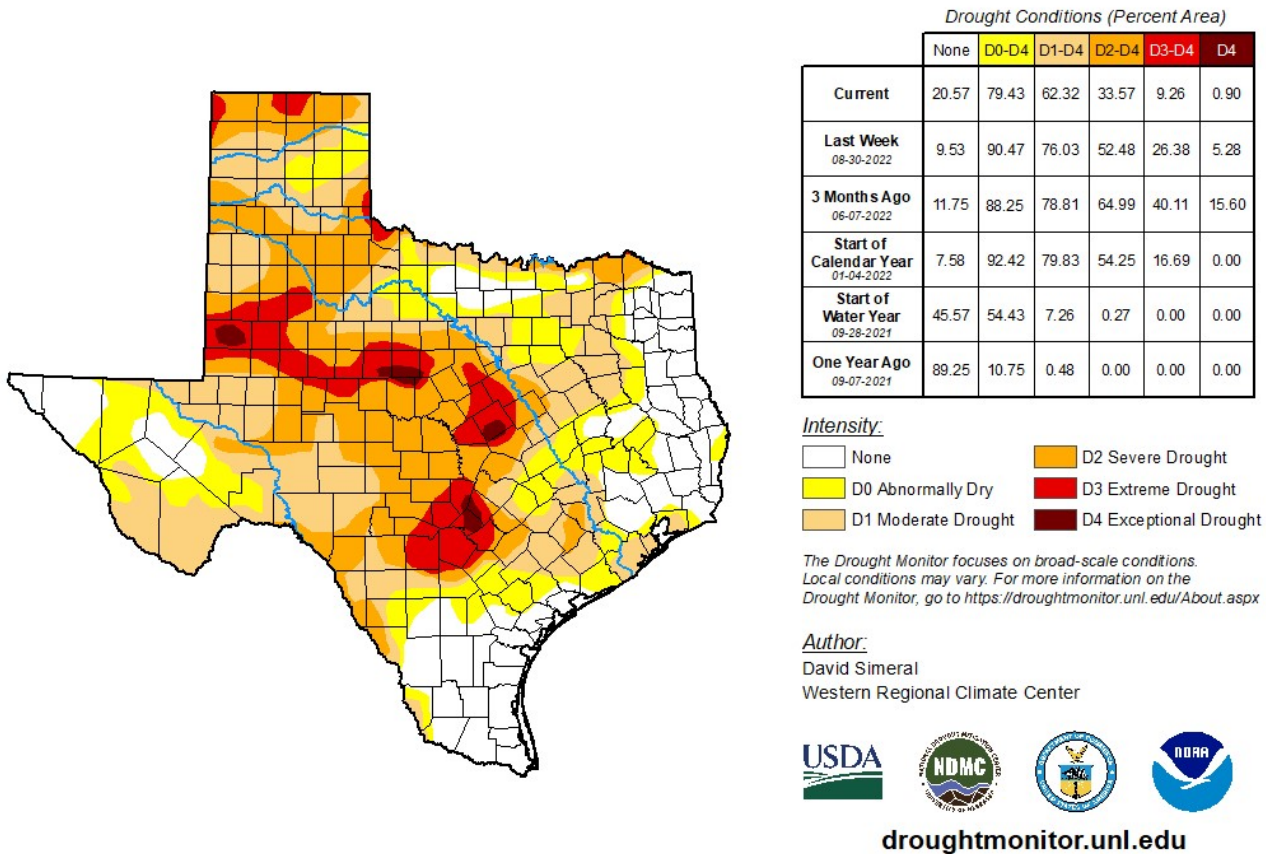 Drought Conditions (Percent Area)
None D0-D4 D1-D4 D2-D4 D3-D4 D4
Current 20.57 79.43 62.32 33.57 9.26 0.90
Last Week
08-30-2022 9.53 90.47 76.03 52.48 26.38 5.28
3 Months Ago
06-07-2022 11.75 88.25 78.81 64.99 40.11 15.60
Start of
Calendar Year
01-04-2022 7.58 92.42 79.83 54.25 16.69 0.00
Start of
Water Year
09-28-2021 45.57 54.43 7.26 0.27 0.00 0.00
One Year Ago
09-07-2021 89.25 10.75 0.48 0.00 0.00 0.00
Intensity:
None
D0 Abnormally Dry
D1 Moderate Drought
D2 Severe Drought
D3 Extreme Drought
D4 Exceptional Drought
The Drought Monitor focuses on broad-scale conditions.
Local conditions may vary. For more information on the
Drought Monitor, go to https://droughtmonitor.unl.edu/About.aspx
Author:
David Simeral
Western Regional Climate Center
USDA
NDMC
NOAA
droughtmonitor.unl.edu